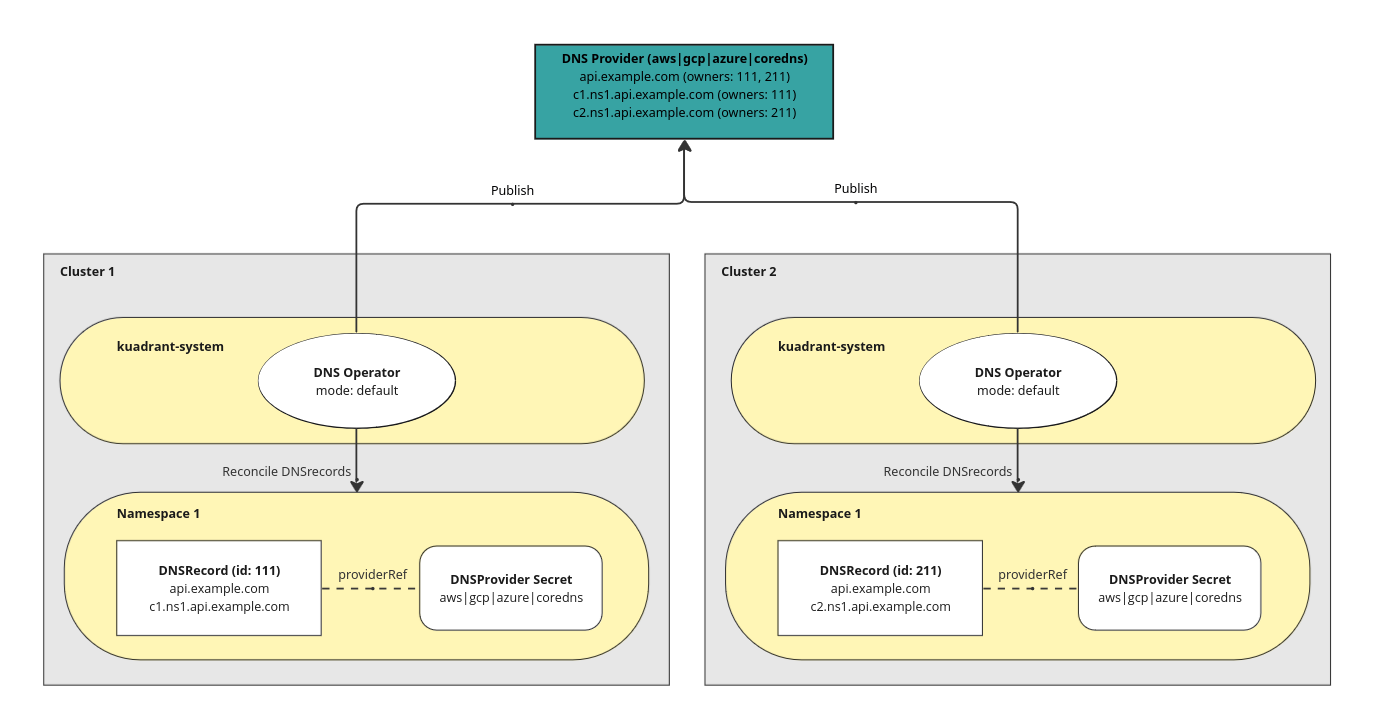 DNS Provider (aws|gcp|azure|coredns)
api.example.com (owners: 111, 211)
c1.ns1.api.example.com (owners: 111)
c2.ns1.api.example.com (owners: 211)
Publish
Publish
Cluster 1
kuadrant-system
DNS Operator
mode: default
Reconcile DNSrecords
Namespace 1
DNSRecord (id: 111)
api.example.com
c1.ns1.api.example.com
providerRef
DNSProvider Secret
aws|gcp|azure|coredns
Cluster 2
kuadrant-system
DNS Operator
mode: default
Reconcile DNSrecords
Namespace 1
DNSRecord (id: 211)
api.example.com
c2.ns1.api.example.com
providerRef
DNSProvider Secret
aws|gcp|azure|coredns